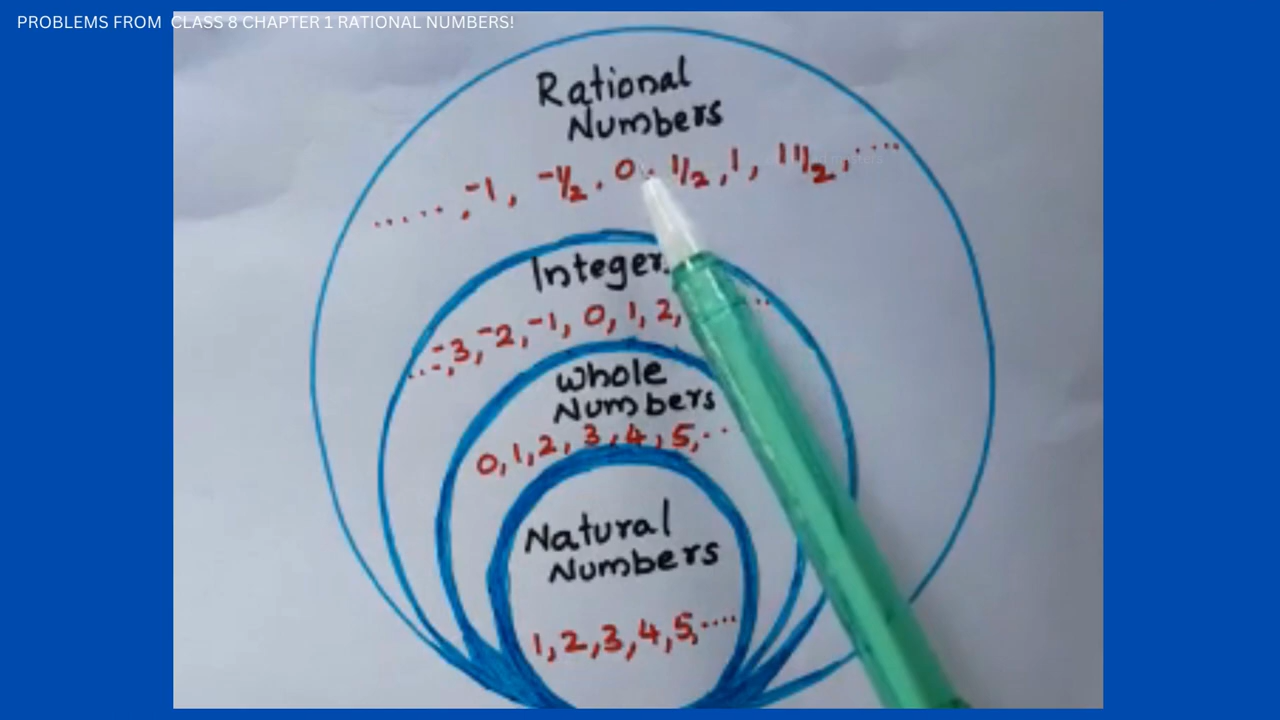 PROBLEMS FROM CLASS 8 CHAPTER 1 RATIONAL NUMBERS!
Rational
Numbers
....., -1, -1/2, 0, 1/2, 1, 11/2, ....
Integer
...-3, -2, -1, 0, 1, 2, ..
Whole
Numbers
0, 1, 2, 3, 4, 5, ...
Natural
Numbers
1, 2, 3, 4, 5, ....